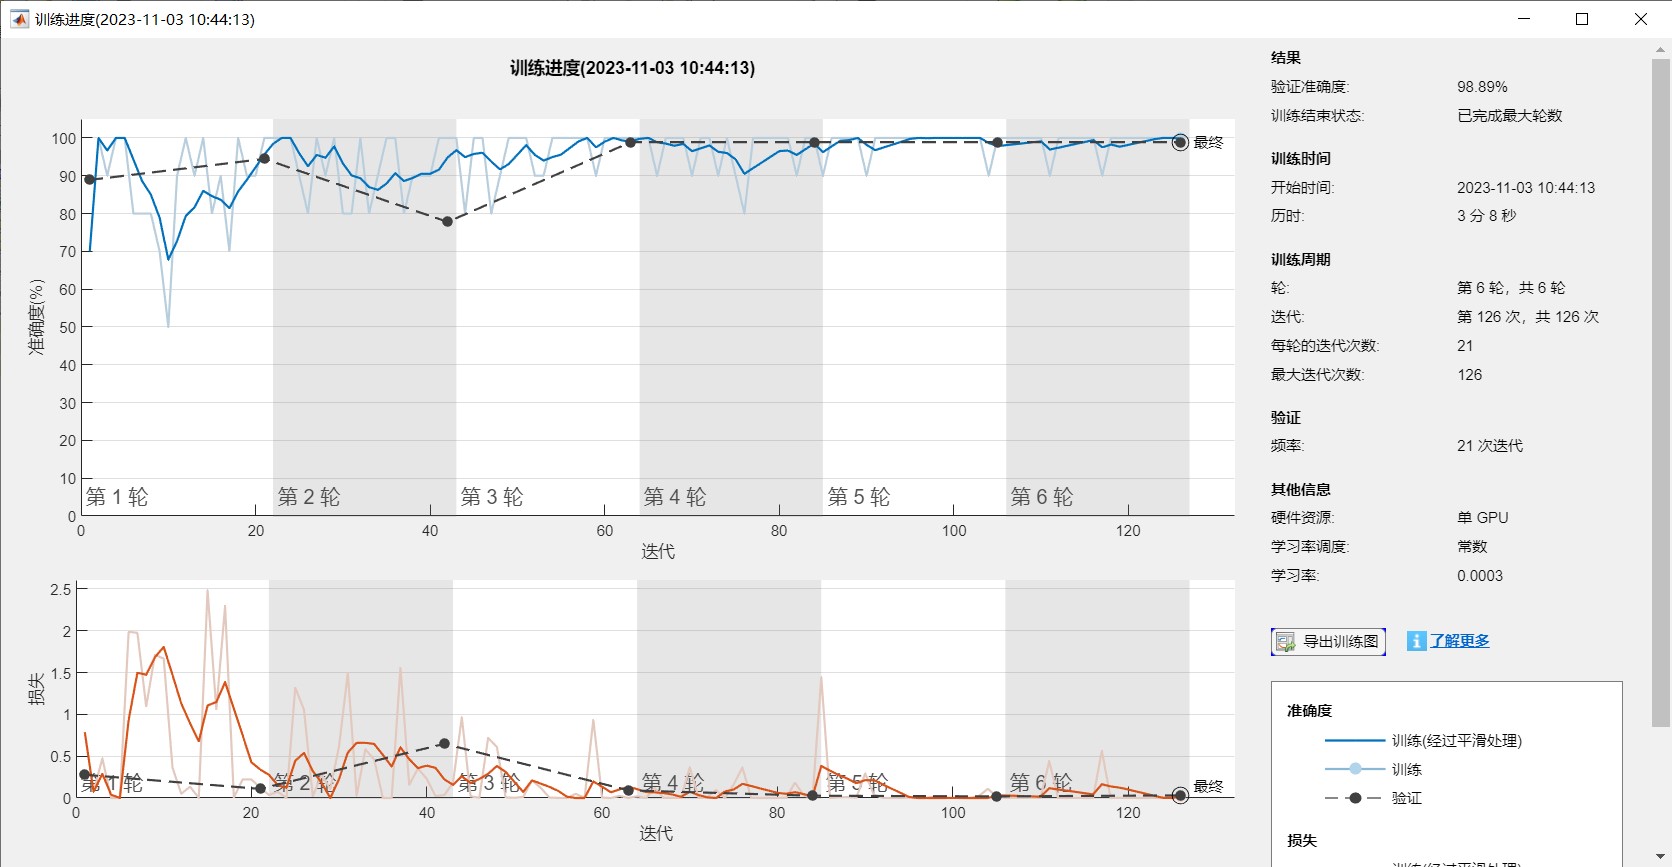 训练进度(2023-11-03 10:44:13)
训练进度(2023-11-03 10:44:13)
准确度(%)
100
90
80
70
60
50
40
30
20
10
0
最终
第 1 轮
第 2 轮
第 3 轮
第 4 轮
第 5 轮
第 6 轮
0
20
40
60
80
100
120
迭代
损失
2.5
2
1.5
1
0.5
0
最终
第 1 轮
第 2 轮
第 3 轮
第 4 轮
第 5 轮
第 6 轮
0
20
40
60
80
100
120
迭代
结果
验证准确度: 98.89%
训练结束状态: 已完成最大轮数
训练时间
开始时间: 2023-11-03 10:44:13
历时: 3 分 8 秒
训练周期
轮: 第 6 轮，共 6 轮
迭代: 第 126 次，共 126 次
每轮的迭代次数: 21
最大迭代次数: 126
验证
频率: 21 次迭代
其他信息
硬件资源: 单 GPU
学习率调度: 常数
学习率: 0.0003
导出训练图
了解更多
准确度
训练(经过平滑处理)
训练
验证
损失